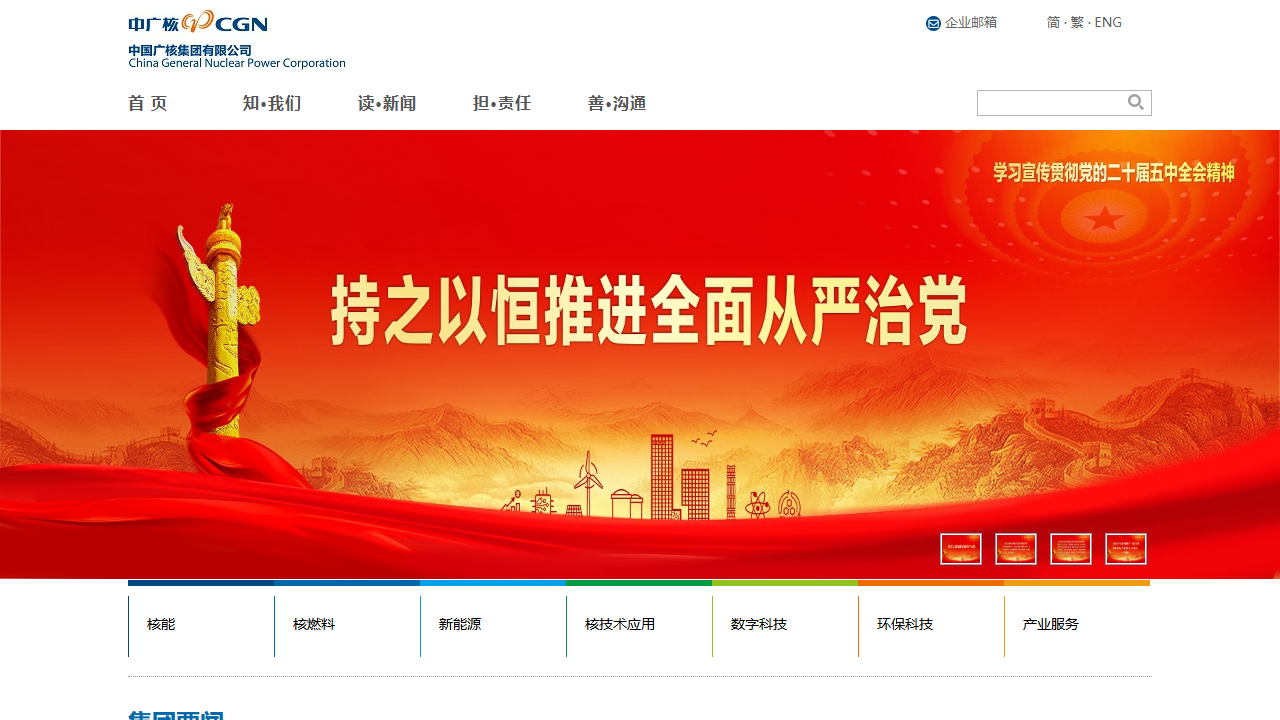 中广核 CGN
企业邮箱
简 · 繁 · ENG
中国广核集团有限公司
China General Nuclear Power Corporation
首 页
知•我们
读•新闻
担•责任
善•沟通
学习宣传贯彻党的二十届五中全会精神
持之以恒推进全面从严治党
核能
核燃料
新能源
核技术应用
数字科技
环保科技
产业服务
集团要闻